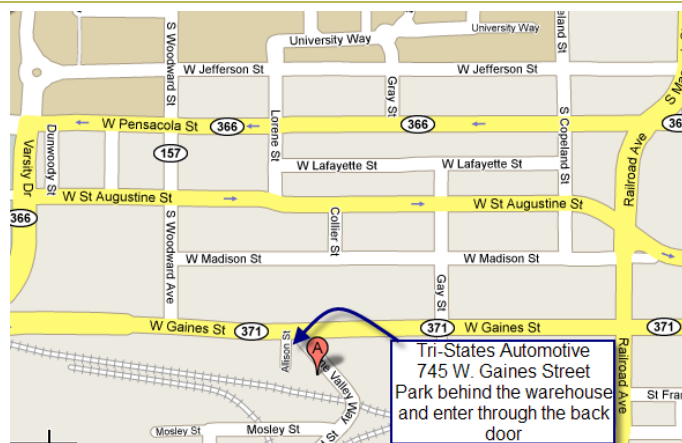 University Way
University Way
S Woodward St
W Jefferson St
W Jefferson St
Gray St
W Pensacola St
366
366
Lorene St
S Copeland St
Railroad Ave
Varsity Dr
Dunwoody St
157
W Lafayette St
W Lafayette St
366
W St Augustine St
W St Augustine St
S Woodward Ave
Collier St
W Madison St
W Madison St
Gay St
W Gaines St
371
371
W Gaines St
371
Allison St
A
Valley Way
Railroad Ave
Mosley St
Mosley St
Tri-States Automotive
745 W. Gaines Street
Park behind the warehouse
and enter through the back
door